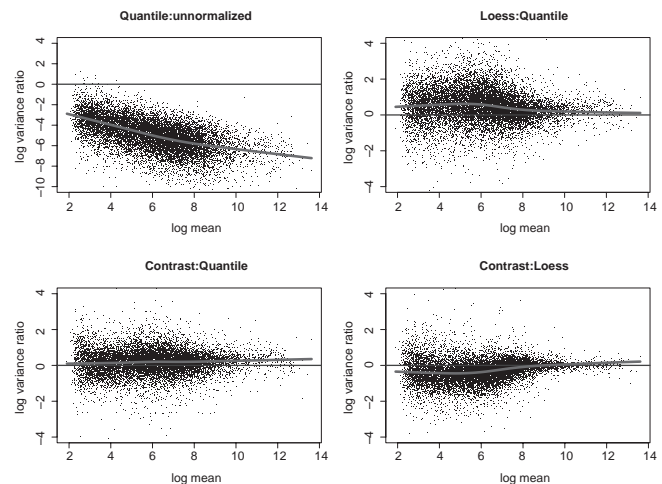 Quantile:unnormalized
log variance ratio
4
2
0
−2
−4
−6
−8
−10
2 4 6 8 10 12 14
log mean
Loess:Quantile
log variance ratio
4
2
0
−2
−4
2 4 6 8 10 12 14
log mean
Contrast:Quantile
log variance ratio
4
2
0
−2
−4
2 4 6 8 10 12 14
log mean
Contrast:Loess
log variance ratio
4
2
0
−2
−4
2 4 6 8 10 12 14
log mean